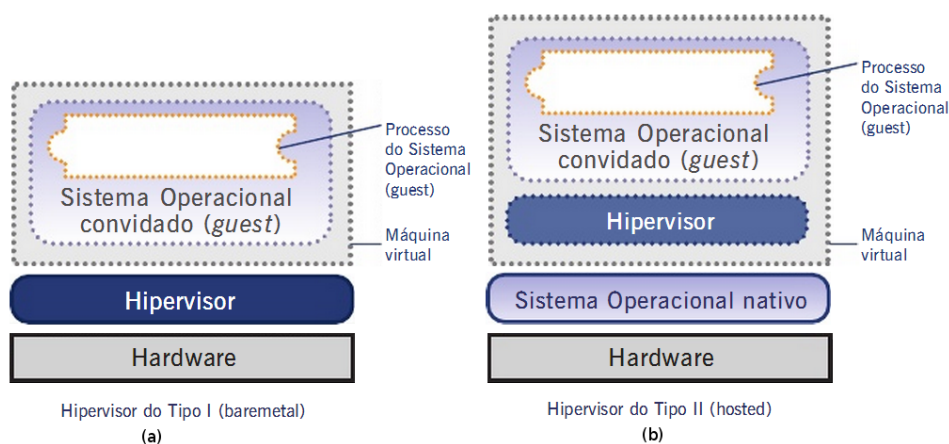 Sistema Operacional
convidado (guest)
Processo
do Sistema
Operacional
(guest)
Máquina
virtual
Hipervisor
Hardware
Hipervisor do Tipo I (baremetal)
(a)
Sistema Operacional
convidado (guest)
Processo
do Sistema
Operacional
(guest)
Hipervisor
Máquina
virtual
Sistema Operacional nativo
Hardware
Hipervisor do Tipo II (hosted)
(b)